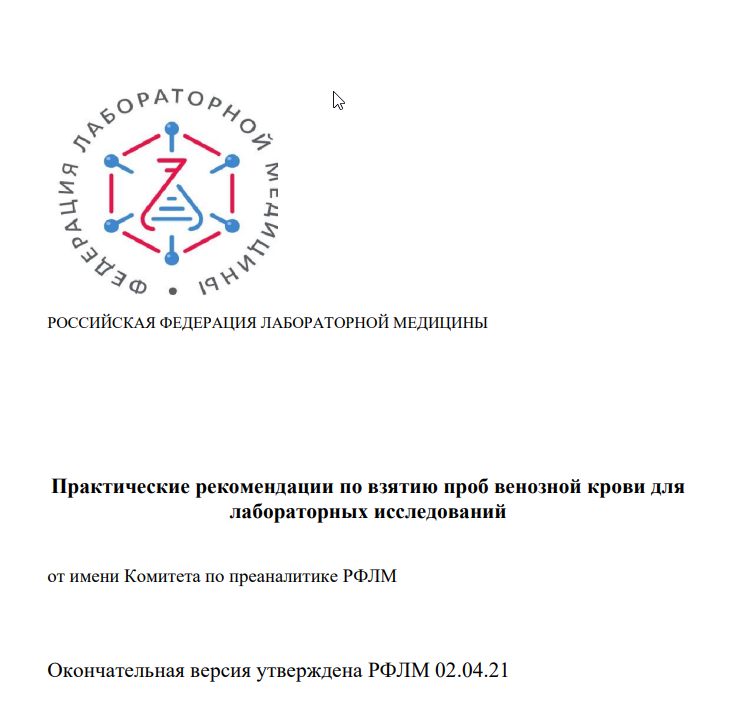 ФЕДЕРАЦИЯ ЛАБОРАТОРНОЙ МЕДИЦИНЫ •
РОССИЙСКАЯ ФЕДЕРАЦИЯ ЛАБОРАТОРНОЙ МЕДИЦИНЫ
Практические рекомендации по взятию проб венозной крови для
лабораторных исследований
от имени Комитета по преаналитике РФЛМ
Окончательная версия утверждена РФЛМ 02.04.21